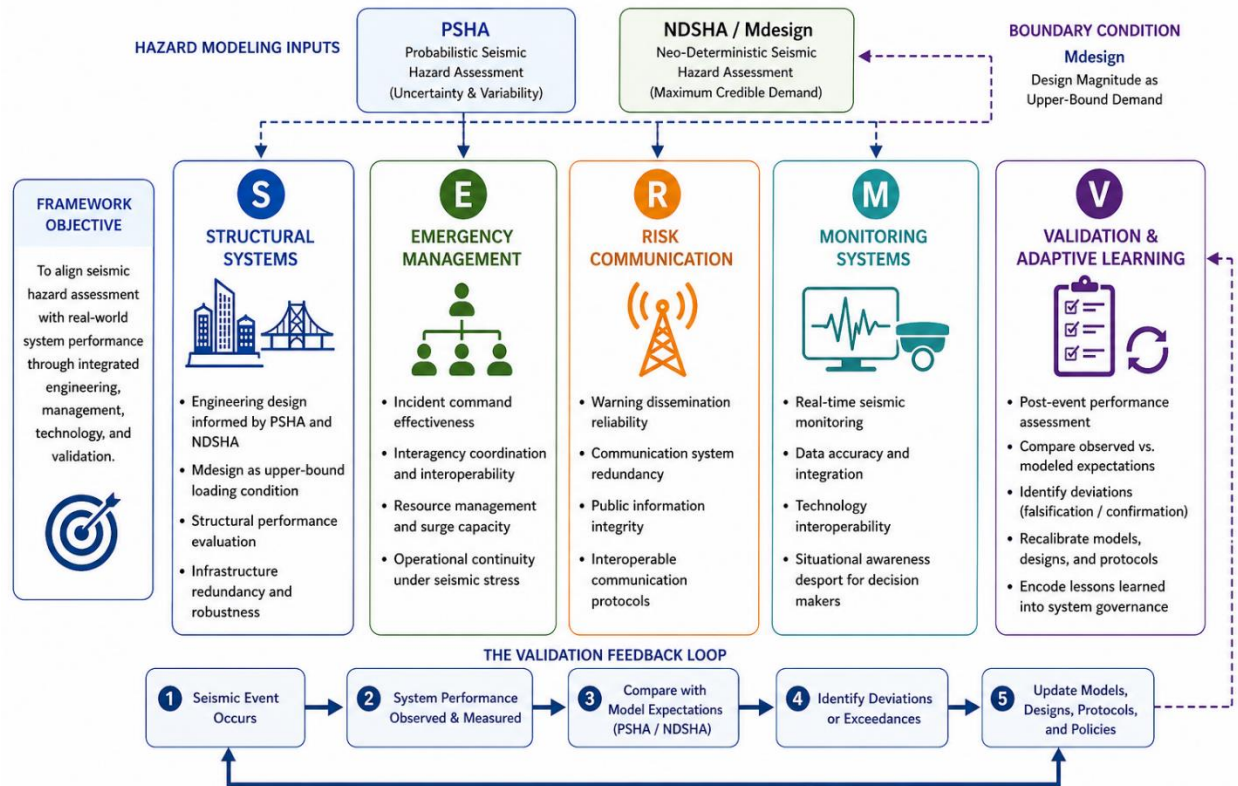 HAZARD MODELING INPUTS
PSHA
Probabilistic Seismic
Hazard Assessment
(Uncertainty & Variability)
NDSHA / Mdesign
Neo-Deterministic Seismic
Hazard Assessment
(Maximum Credible Demand)
BOUNDARY CONDITION
Mdesign
Design Magnitude as
Upper-Bound Demand
FRAMEWORK
OBJECTIVE
To align seismic
hazard assessment
with real-world
system performance
through integrated
engineering,
management,
technology, and
validation.
S
STRUCTURAL
SYSTEMS
• Engineering design
informed by PSHA and
NDSHA
• Mdesign as upper-bound
loading condition
• Structural performance
evaluation
• Infrastructure
redundancy and
robustness
E
EMERGENCY
MANAGEMENT
• Incident command
effectiveness
• Interagency coordination
and interoperability
• Resource management
and surge capacity
• Operational continuity
under seismic stress
R
RISK
COMMUNICATION
• Warning dissemination
reliability
• Communication system
redundancy
• Public information
integrity
• Interoperable
communication
protocols
M
MONITORING
SYSTEMS
• Real-time seismic
monitoring
• Data accuracy and
integration
• Technology
interoperability
• Situational awareness
desport for decision
makers
V
VALIDATION &
ADAPTIVE LEARNING
• Post-event performance
assessment
• Compare observed vs.
modeled expectations
• Identify deviations
(falsification / confirmation)
• Recalibrate models,
designs, and protocols
• Encode lessons learned
into system governance
THE VALIDATION FEEDBACK LOOP
1 Seismic Event
Occurs
2 System Performance
Observed & Measured
3 Compare with
Model Expectations
(PSHA / NDSHA)
4 Identify Deviations
or Exceedances
5 Update Models,
Designs, Protocols,
and Policies